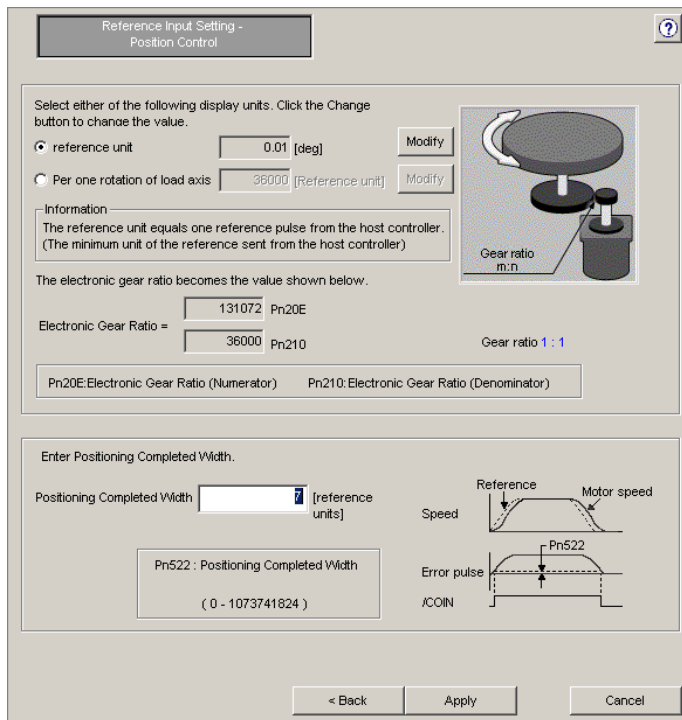 Reference Input Setting -
Position Control
?
Select either of the following display units. Click the Change
button to change the value.
reference unit 0.01 [deg] Modify
Per one rotation of load axis 36000 [Reference unit] Modify
Information
The reference unit equals one reference pulse from the host controller.
(The minimum unit of the reference sent from the host controller)
Gear ratio
m:n
The electronic gear ratio becomes the value shown below.
131072 Pn20E
Electronic Gear Ratio =
36000 Pn210
Gear ratio 1 : 1
Pn20E:Electronic Gear Ratio (Numerator) Pn210:Electronic Gear Ratio (Denominator)
Enter Positioning Completed Width.
Positioning Completed Width 7 [reference
units]
Pn522 : Positioning Completed Width
( 0 - 1073741824 )
Reference
Motor speed
Speed
Pn522
Error pulse
/COIN
< Back Apply Cancel